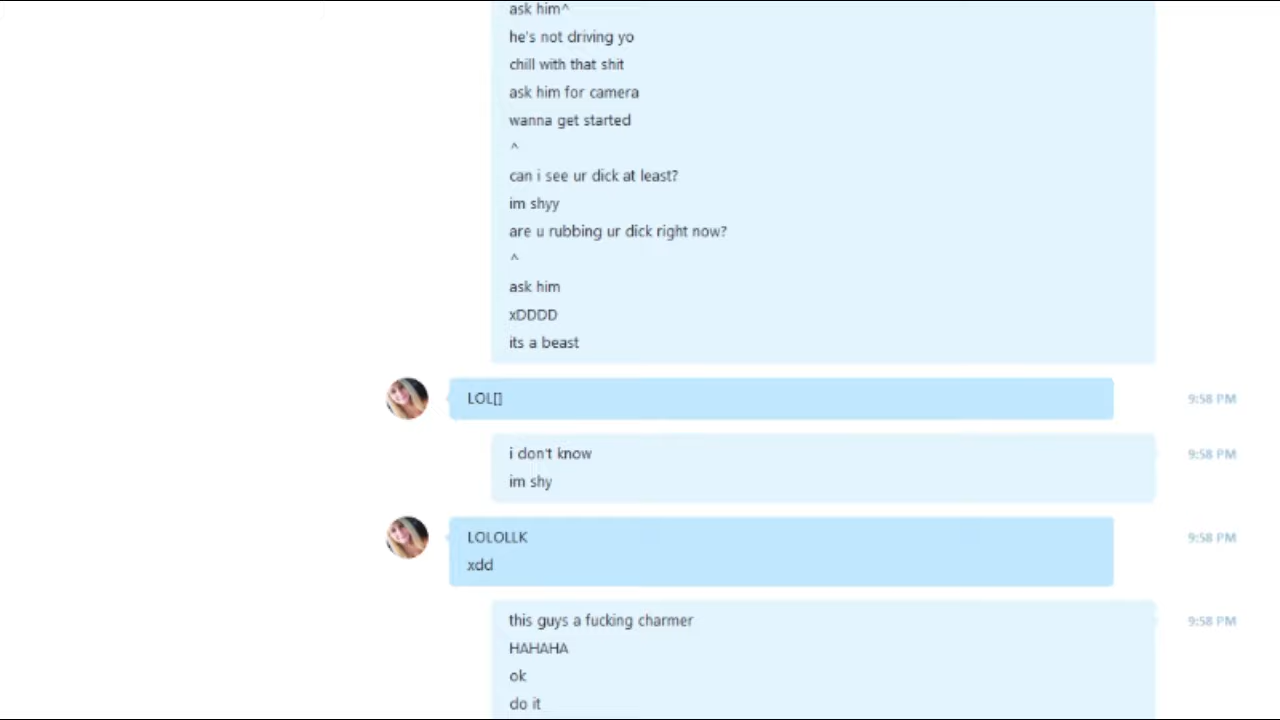 ask him^
he's not driving yo
chill with that shit
ask him for camera
wanna get started
^
can i see ur dick at least?
im shyy
are u rubbing ur dick right now?
^
ask him
xDDDD
its a beast
LOL[]
9:58 PM
i don't know
9:58 PM
im shy
LOLOLLK
9:58 PM
xdd
this guys a fucking charmer
9:58 PM
HAHAHA
ok
do it